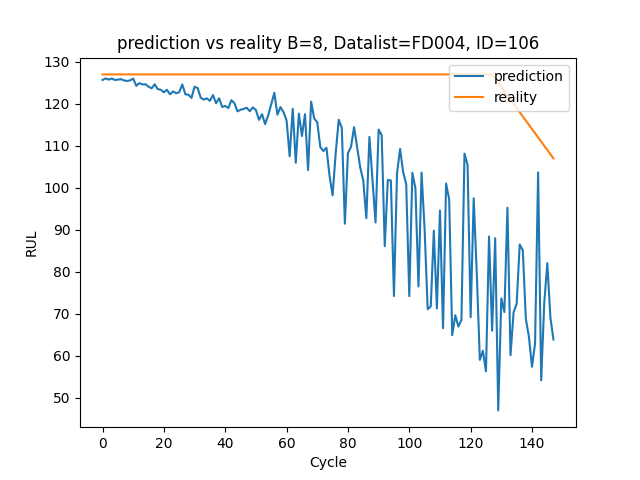 prediction vs reality B=8, Datalist=FD004, ID=106
prediction
reality
130
120
110
100
90
80
70
60
50
RUL
0 20 40 60 80 100 120 140
Cycle